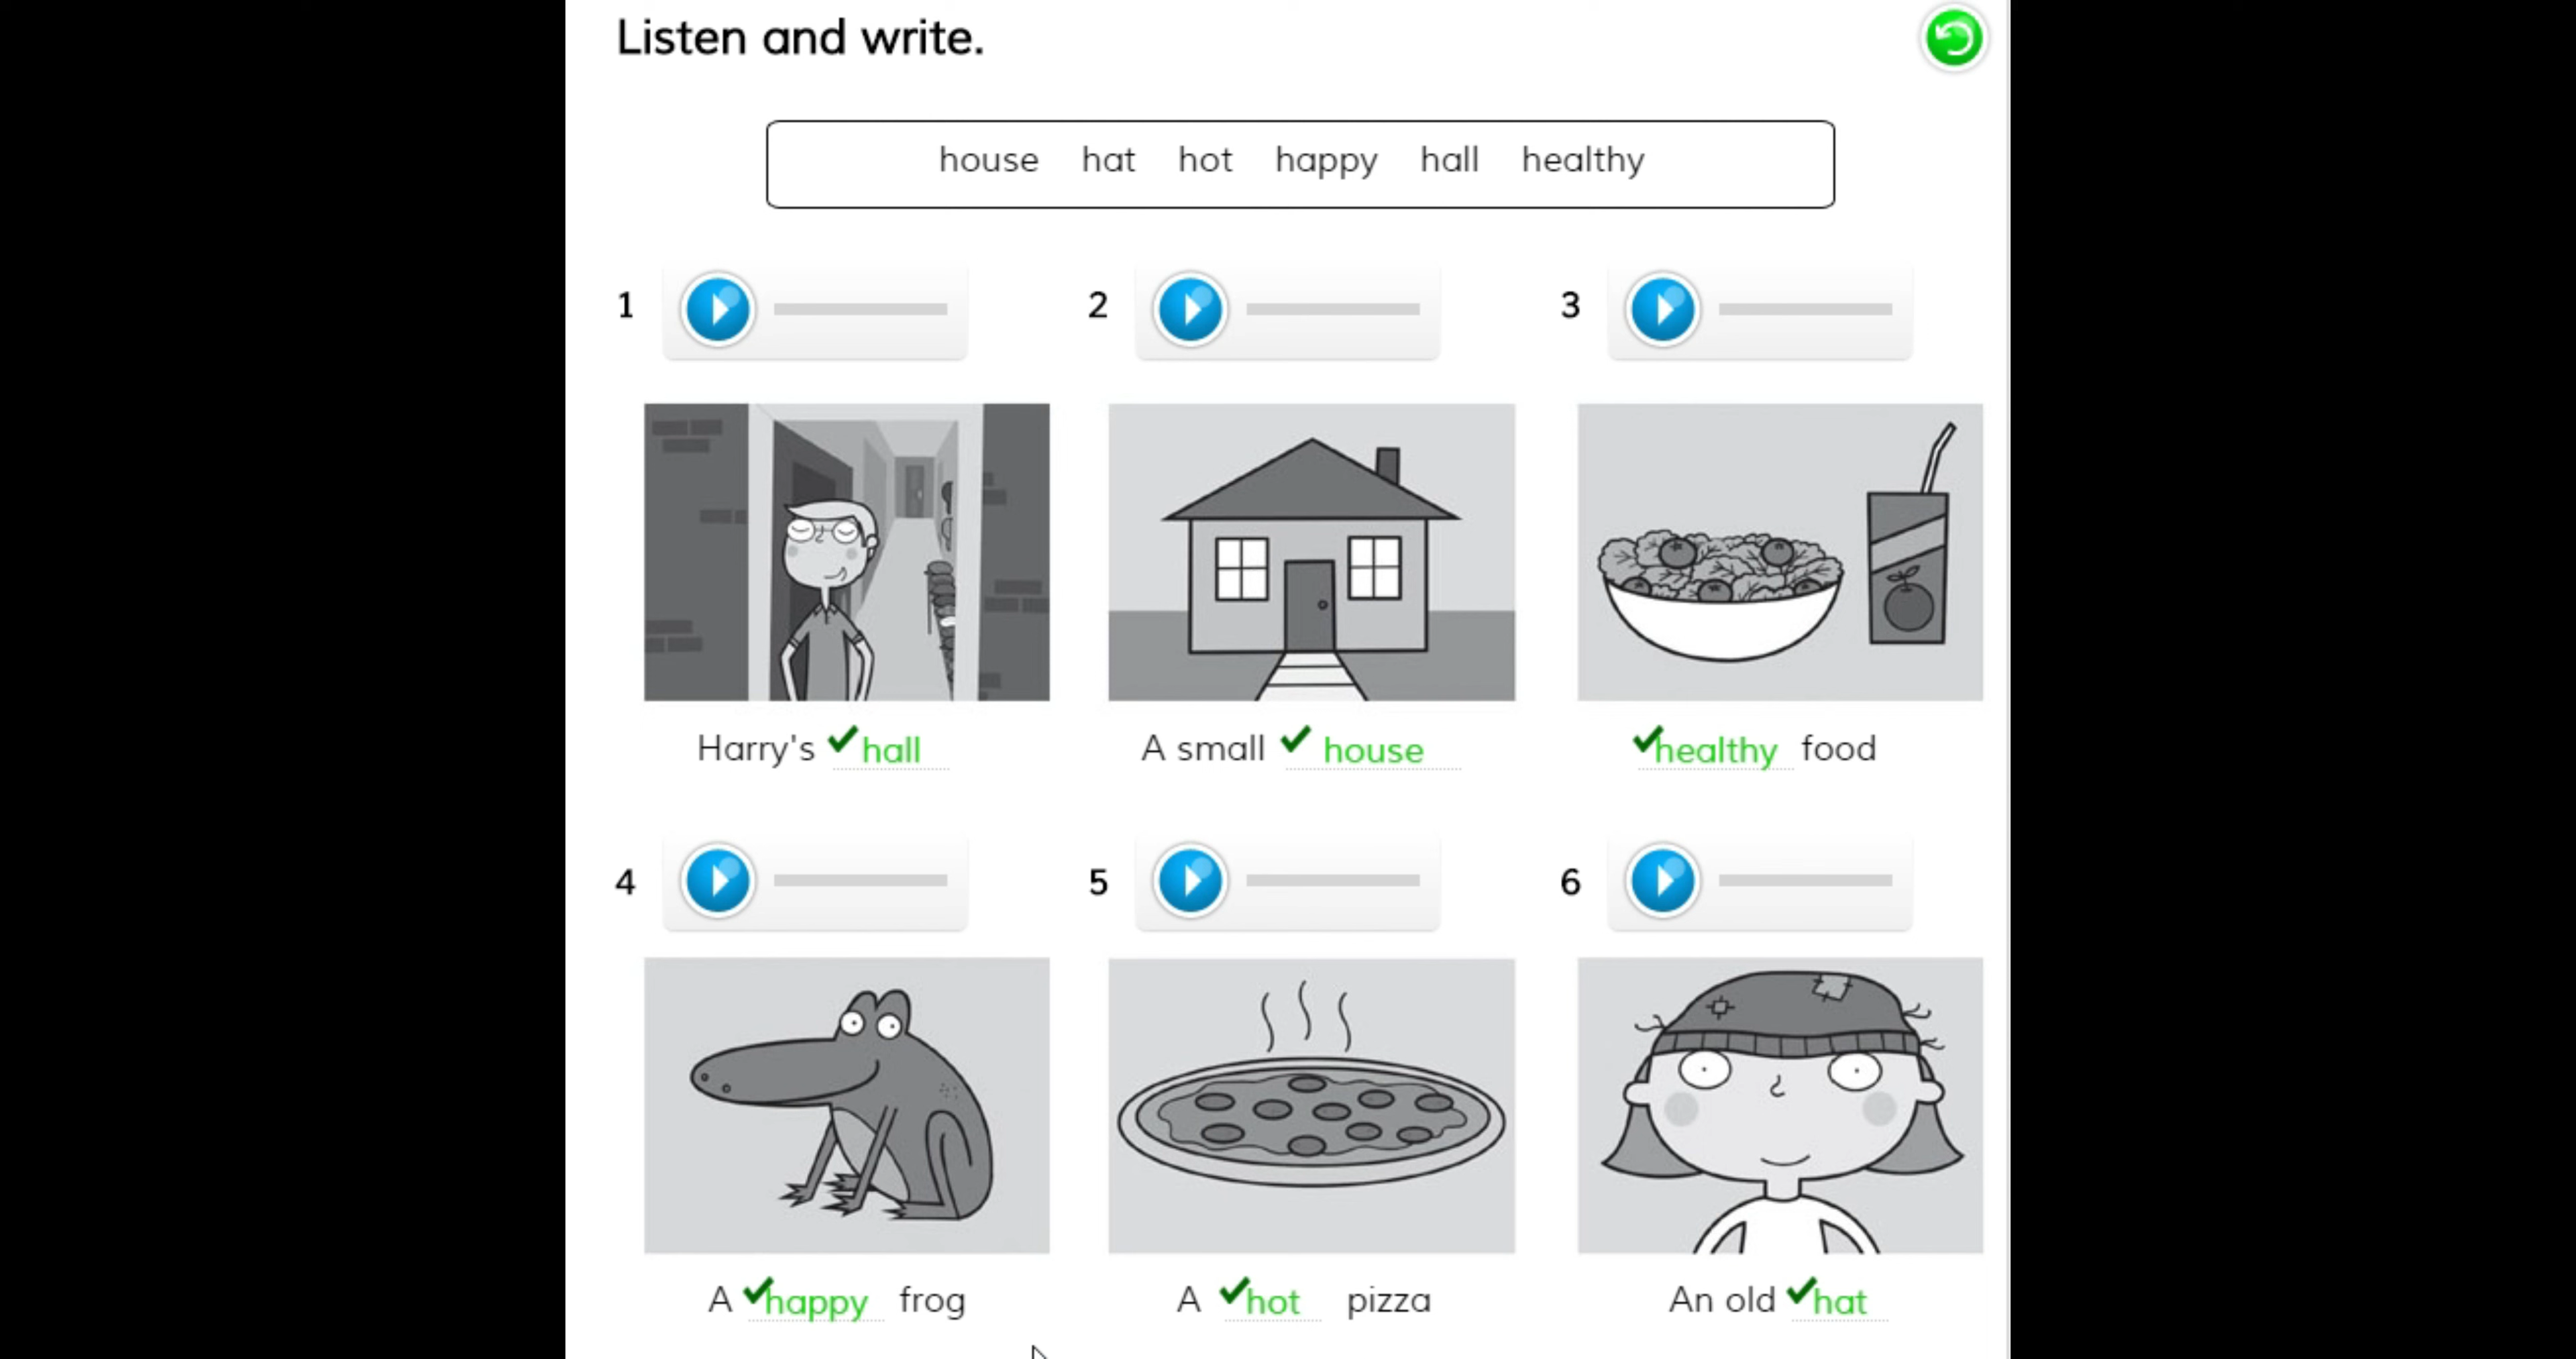 Listen and write.
house hat hot happy hall healthy
1 2 3
Harry's hall
A small house
healthy food
4 5 6
A happy frog
A hot pizza
An old hat